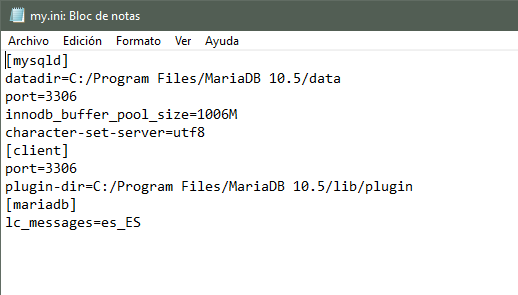 my.ini: Bloc de notas
Archivo Edición Formato Ver Ayuda
[mysqld]
datadir=C:/Program Files/MariaDB 10.5/data
port=3306
innodb_buffer_pool_size=1006M
character-set-server=utf8
[client]
port=3306
plugin-dir=C:/Program Files/MariaDB 10.5/lib/plugin
[mariadb]
lc_messages=es_ES